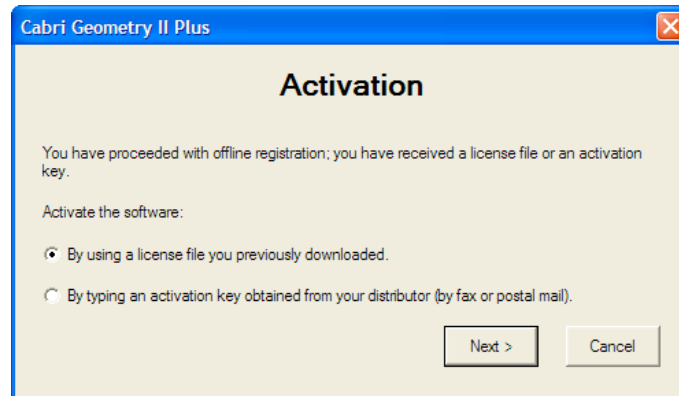 Cabri Geometry II Plus
Activation
You have proceeded with offline registration; you have received a license file or an activation
key.
Activate the software:
By using a license file you previously downloaded.
By typing an activation key obtained from your distributor (by fax or postal mail).
Next >
Cancel